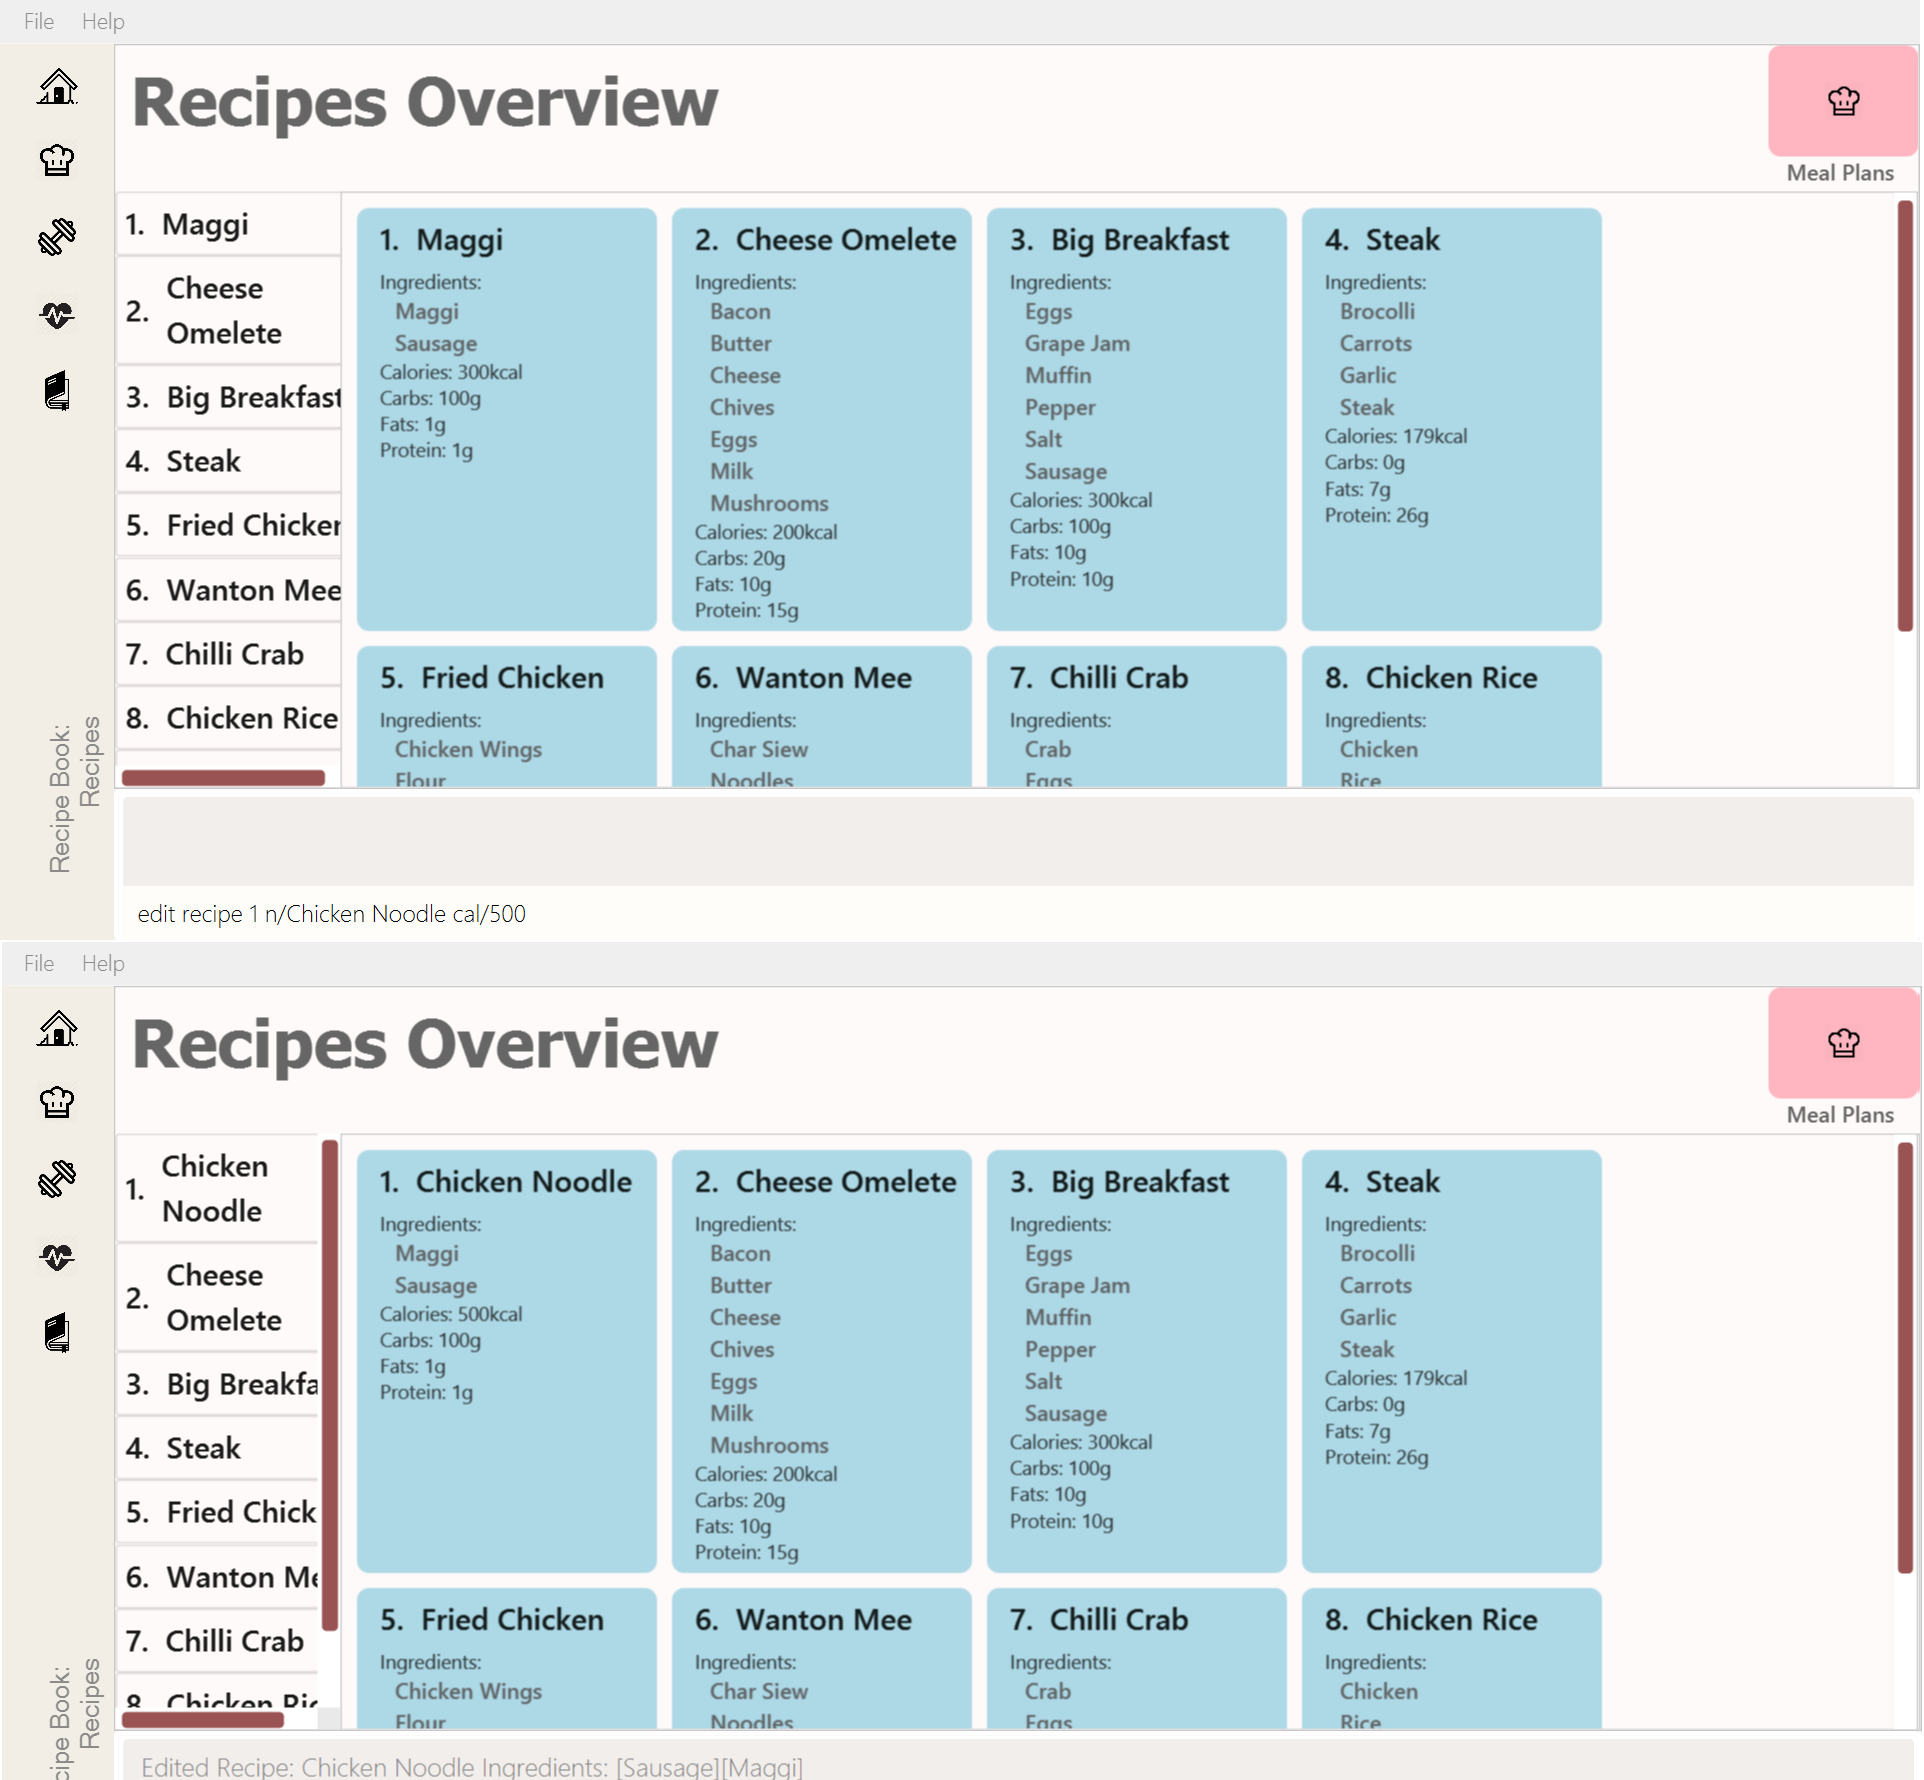 File Help
Recipes Overview
Meal Plans
1. Maggi
2. Cheese
Omelete
3. Big Breakfast
4. Steak
5. Fried Chicken
6. Wanton Mee
7. Chilli Crab
8. Chicken Rice
1. Maggi
Ingredients:
Maggi
Sausage
Calories: 300kcal
Carbs: 100g
Fats: 1g
Protein: 1g
2. Cheese Omelete
Ingredients:
Bacon
Butter
Cheese
Chives
Eggs
Milk
Mushrooms
Calories: 200kcal
Carbs: 20g
Fats: 10g
Protein: 15g
3. Big Breakfast
Ingredients:
Eggs
Grape Jam
Muffin
Pepper
Salt
Sausage
Calories: 300kcal
Carbs: 100g
Fats: 10g
Protein: 10g
4. Steak
Ingredients:
Brocolli
Carrots
Garlic
Steak
Calories: 179kcal
Carbs: 0g
Fats: 7g
Protein: 26g
5. Fried Chicken
Ingredients:
Chicken Wings
Flour
6. Wanton Mee
Ingredients:
Char Siew
Noodles
7. Chilli Crab
Ingredients:
Crab
Eggs
8. Chicken Rice
Ingredients:
Chicken
Rice
Recipe Book:
Recipes
edit recipe 1 n/Chicken Noodle cal/500
File Help
Recipes Overview
Meal Plans
1. Chicken
Noodle
2. Cheese
Omelete
3. Big Breakfa
4. Steak
5. Fried Chick
6. Wanton Me
7. Chilli Crab
8. Chicken Ric
1. Chicken Noodle
Ingredients:
Maggi
Sausage
Calories: 500kcal
Carbs: 100g
Fats: 1g
Protein: 1g
2. Cheese Omelete
Ingredients:
Bacon
Butter
Cheese
Chives
Eggs
Milk
Mushrooms
Calories: 200kcal
Carbs: 20g
Fats: 10g
Protein: 15g
3. Big Breakfast
Ingredients:
Eggs
Grape Jam
Muffin
Pepper
Salt
Sausage
Calories: 300kcal
Carbs: 100g
Fats: 10g
Protein: 10g
4. Steak
Ingredients:
Brocolli
Carrots
Garlic
Steak
Calories: 179kcal
Carbs: 0g
Fats: 7g
Protein: 26g
5. Fried Chicken
Ingredients:
Chicken Wings
Flour
6. Wanton Mee
Ingredients:
Char Siew
Noodles
7. Chilli Crab
Ingredients:
Crab
Eggs
8. Chicken Rice
Ingredients:
Chicken
Rice
cipe Book:
Recipes
Edited Recipe: Chicken Noodle Ingredients: [Sausage][Maggi]